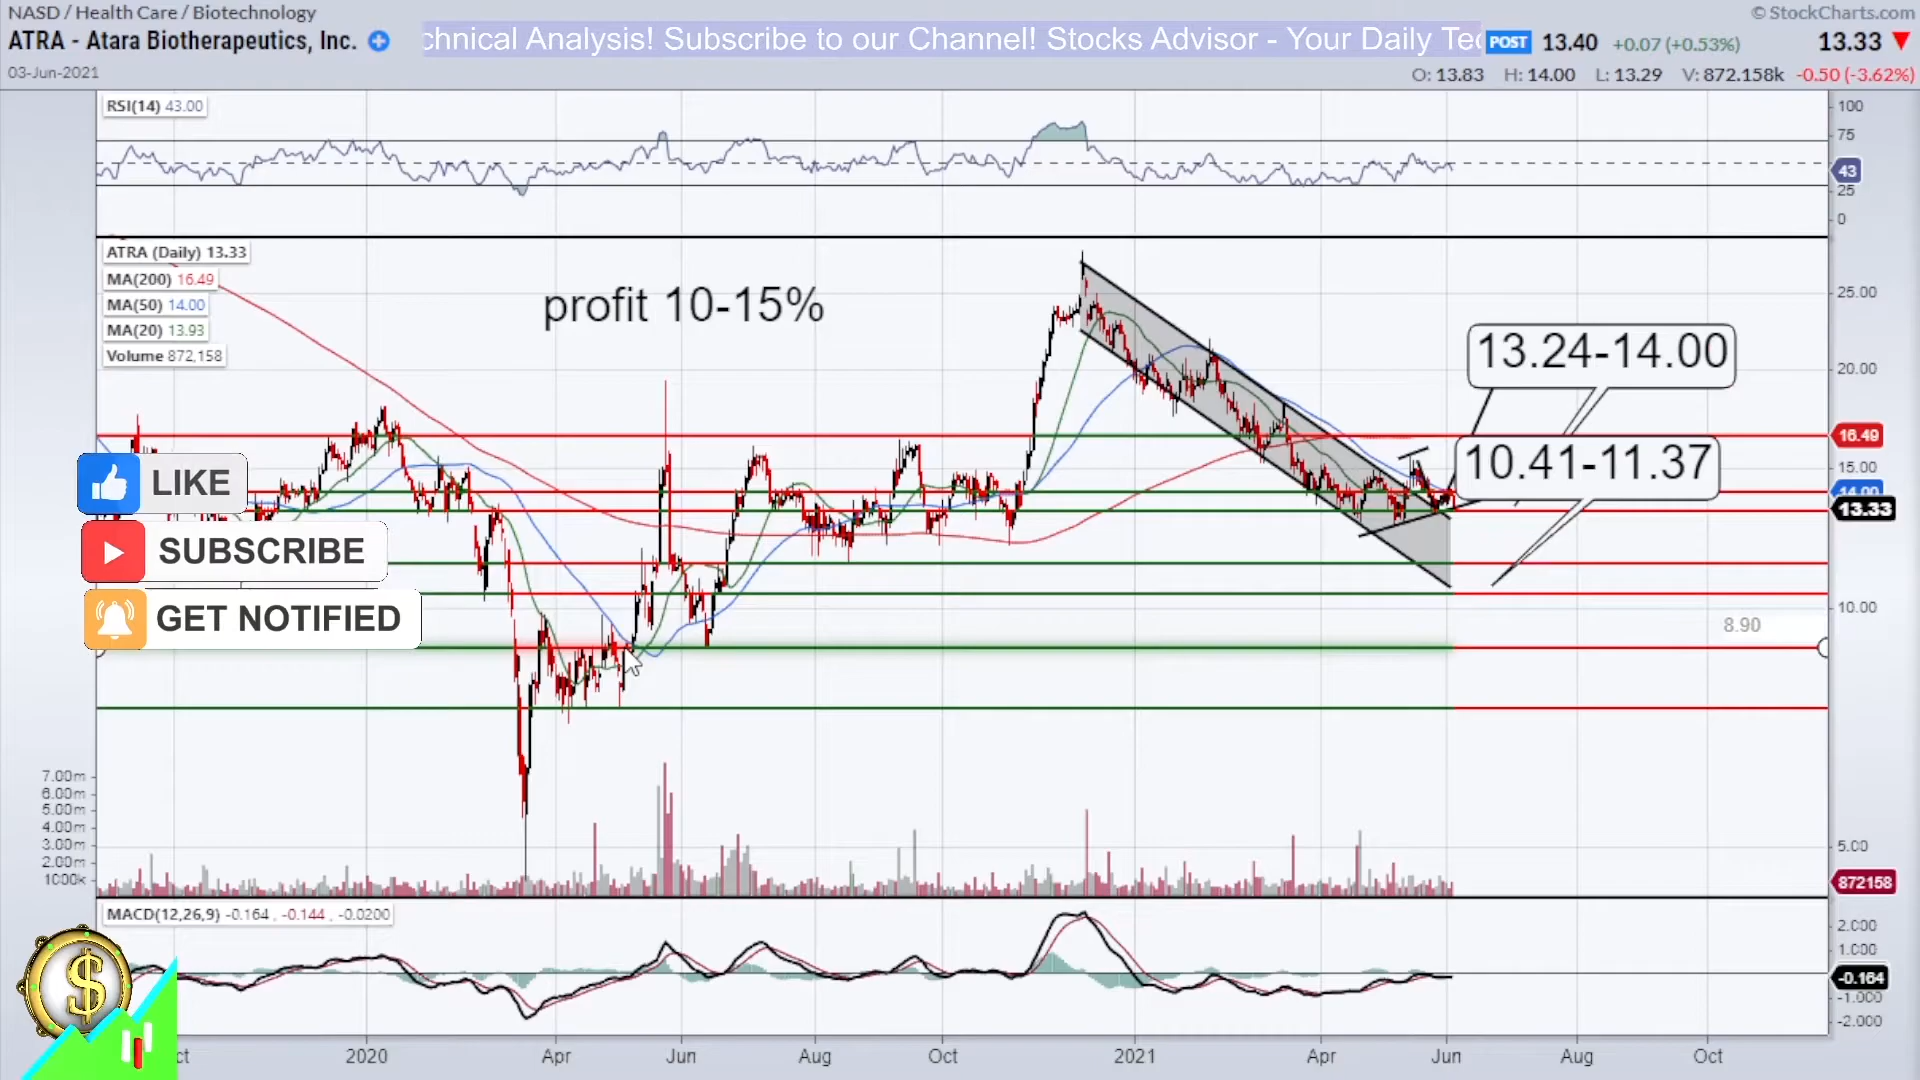 NASD / Health Care / Biotechnology
© StockCharts.com
ATRA - Atara Biotherapeutics, Inc.
chnical Analysis! Subscribe to our Channel! Stocks Advisor - Your Daily Tec
POST 13.40 +0.07 (+0.53%) 13.33
03-Jun-2021
O: 13.83 H: 14.00 L: 13.29 V: 872.158k -0.50 (-3.62%)
RSI(14) 43.00
100
75
43
25
0
ATRA (Daily) 13.33
MA(200) 16.49
MA(50) 14.00
MA(20) 13.93
Volume 872,158
profit 10-15%
13.24-14.00
10.41-11.37
25.00
20.00
16.49
15.00
14.00
13.33
10.00
8.90
5.00
872158
LIKE
SUBSCRIBE
GET NOTIFIED
7.00m
6.00m
5.00m
4.00m
3.00m
2.00m
1000k
MACD(12,26,9) -0.164 , -0.144 , -0.0200
2.000
1.000
-0.164
-1.000
-2.000
$
ct 2020 Apr Jun Aug Oct 2021 Apr Jun Aug Oct